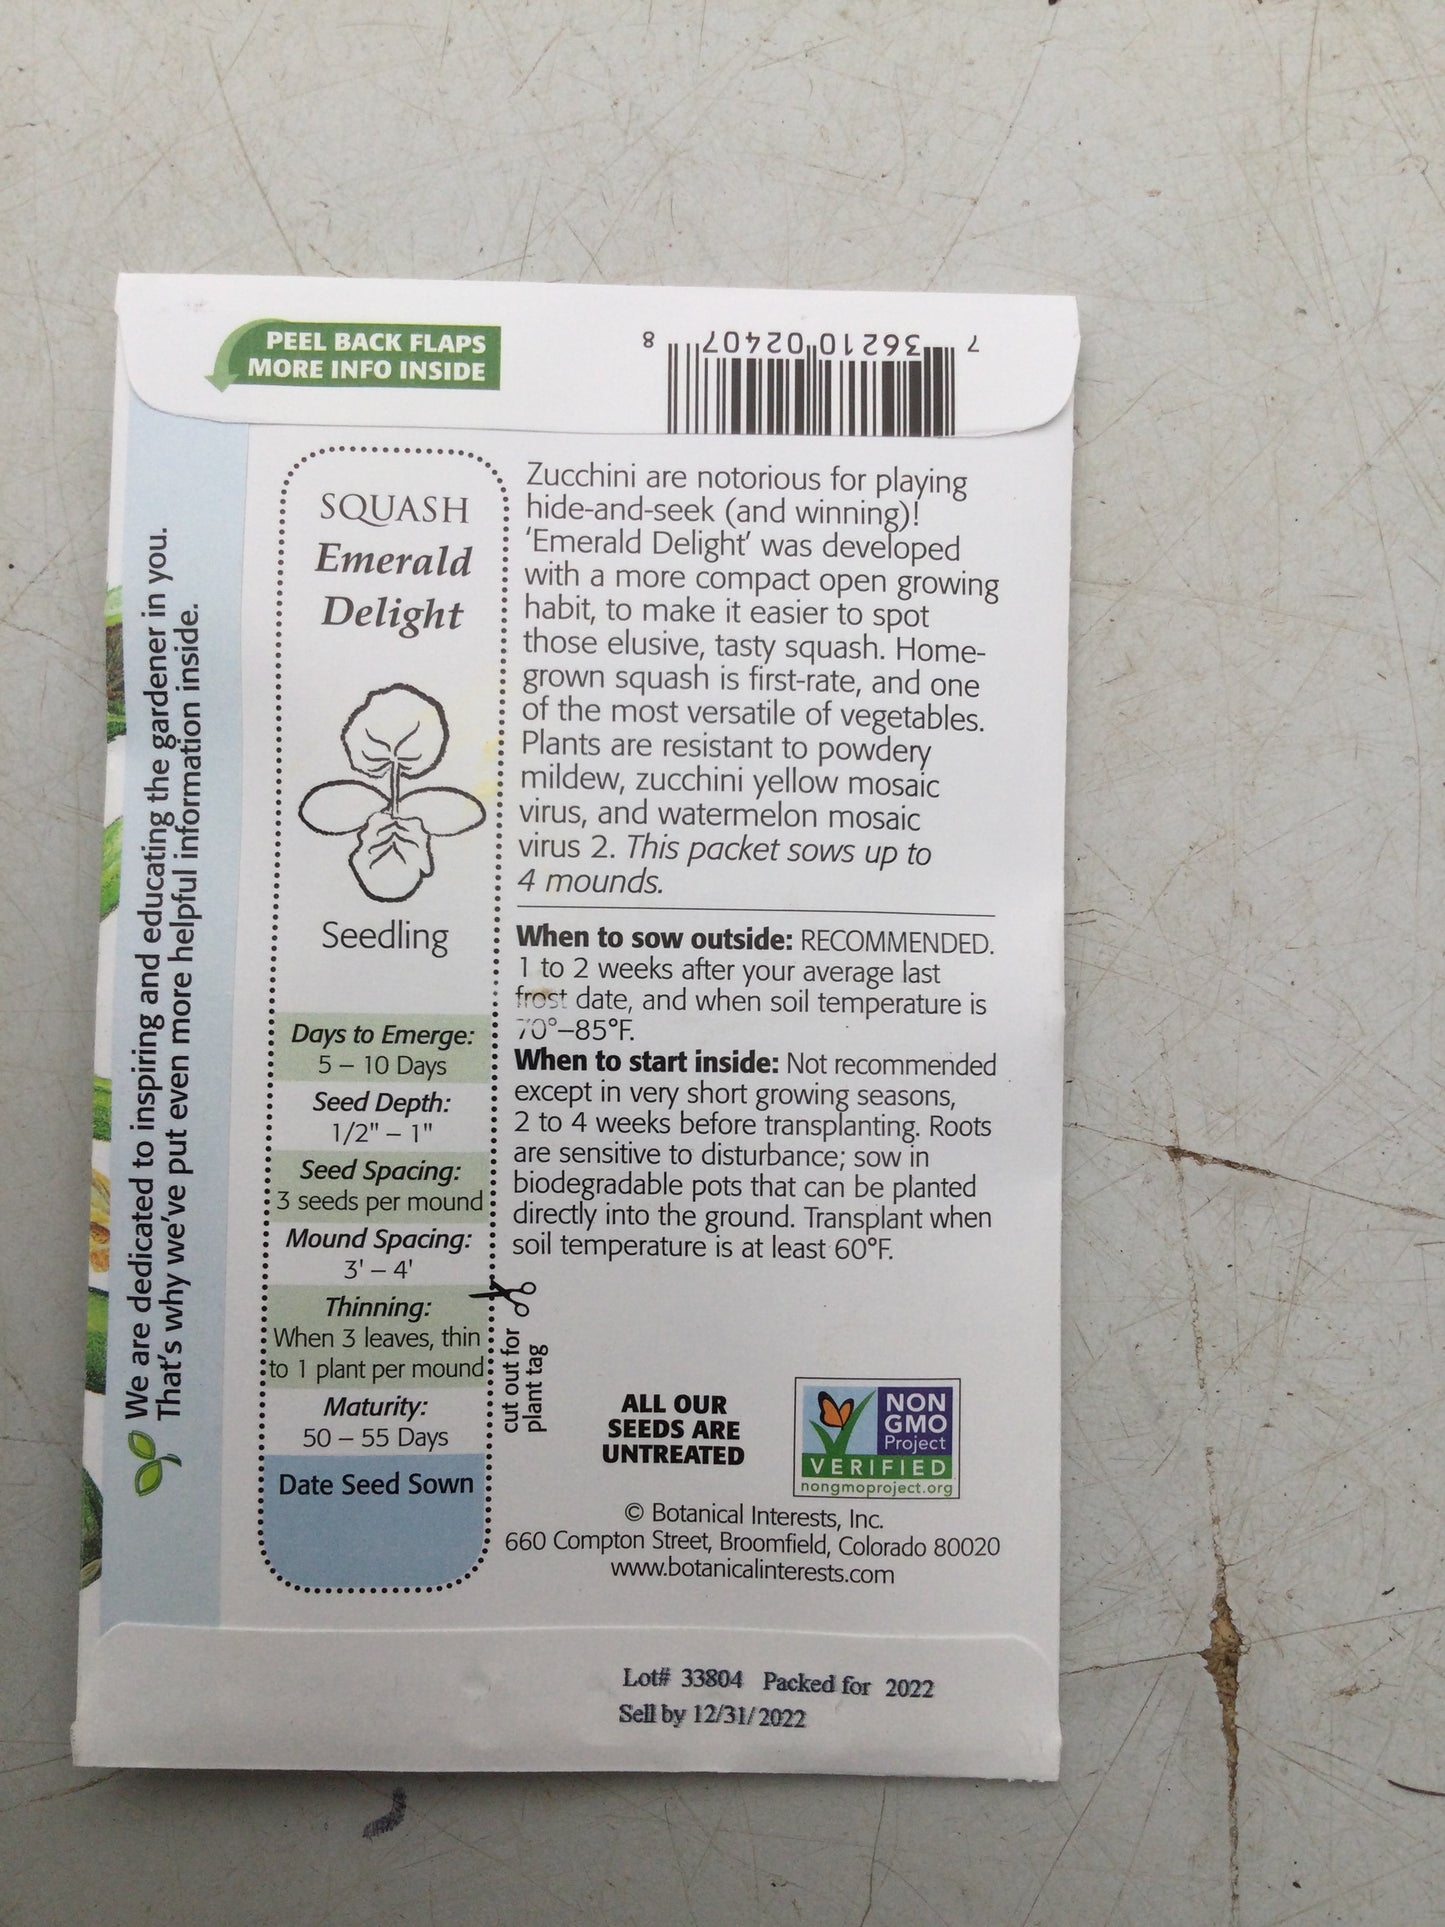 PEEL BACK FLAPS
MORE INFO INSIDE
7 36210 02407 8
We are dedicated to inspiring and educating the gardener in you.
That's why we've put even more helpful information inside.
SQUASH
Emerald
Delight
Seedling
Days to Emerge:
5 – 10 Days
Seed Depth:
1/2" – 1"
Seed Spacing:
3 seeds per mound
Mound Spacing:
3' – 4'
Thinning:
When 3 leaves, thin
to 1 plant per mound
Maturity:
50 – 55 Days
Date Seed Sown
cut out for
plant tag
Zucchini are notorious for playing
hide-and-seek (and winning)!
'Emerald Delight' was developed
with a more compact open growing
habit, to make it easier to spot
those elusive, tasty squash. Home-
grown squash is first-rate, and one
of the most versatile of vegetables.
Plants are resistant to powdery
mildew, zucchini yellow mosaic
virus, and watermelon mosaic
virus 2. This packet sows up to
4 mounds.
When to sow outside: RECOMMENDED.
1 to 2 weeks after your average last
frost date, and when soil temperature is
70°–85°F.
When to start inside: Not recommended
except in very short growing seasons,
2 to 4 weeks before transplanting. Roots
are sensitive to disturbance; sow in
biodegradable pots that can be planted
directly into the ground. Transplant when
soil temperature is at least 60°F.
ALL OUR
SEEDS ARE
UNTREATED
NON
GMO
Project
VERIFIED
nongmoproject.org
© Botanical Interests, Inc.
660 Compton Street, Broomfield, Colorado 80020
www.botanicalinterests.com
Lot# 33804 Packed for 2022
Sell by 12/31/2022